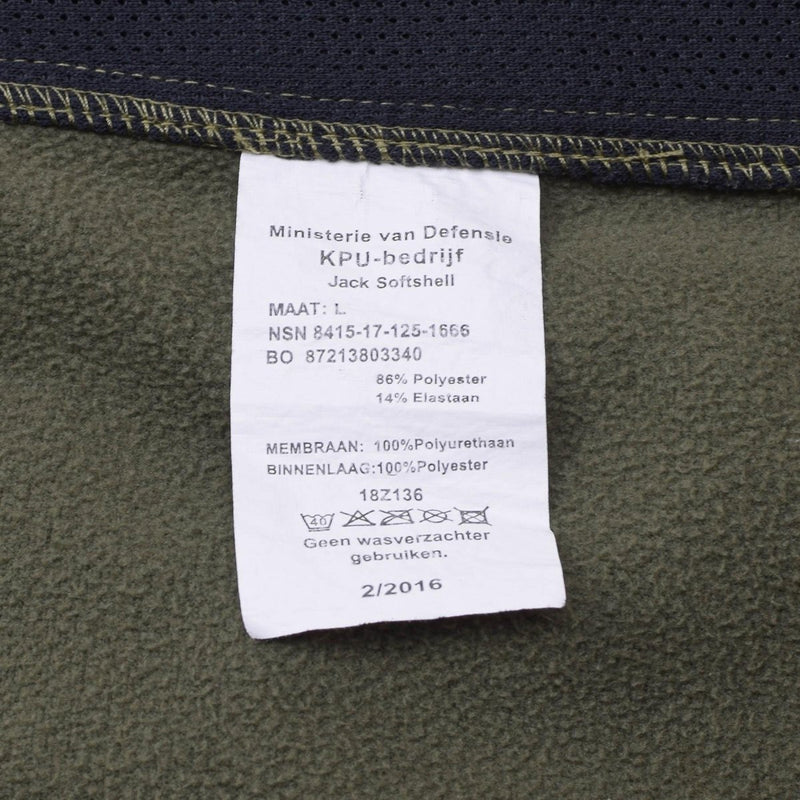 Ministerie van Defensie
KPU-bedrijf
Jack Softshell
MAAT: L
NSN 8415-17-125-1666
BO 87213803340
86% Polyester
14% Elastaan
MEMBRAAN: 100%Polyurethaan
BINNENLAAG:100%Polyester
18Z136
40
Geen wasverzachter
gebruiken.
2/2016